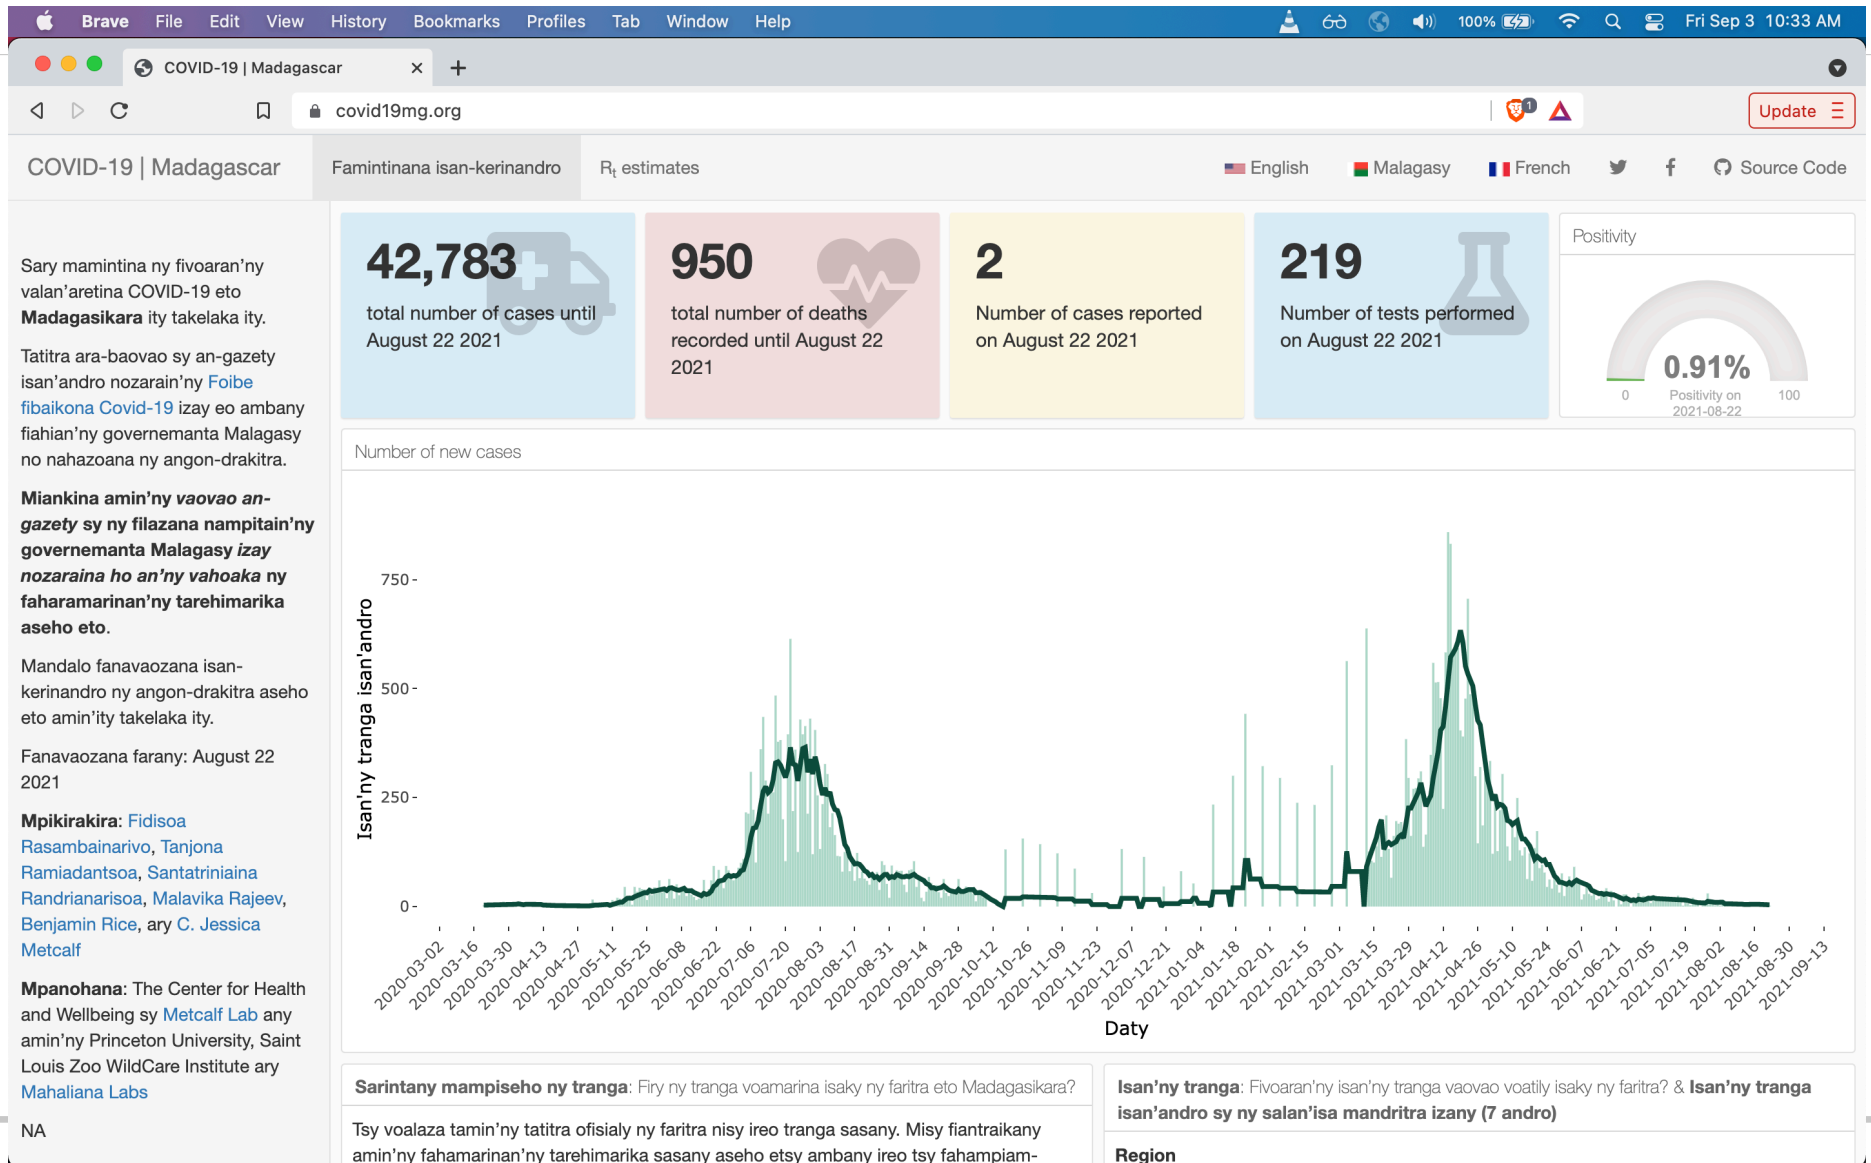 Brave File Edit View History Bookmarks Profiles Tab Window Help 100% Fri Sep 3 10:33 AM
COVID-19 | Madagascar
covid19mg.org 1 Update
COVID-19 | Madagascar Famintinana isan-kerinandro Rt estimates English Malagasy French Source Code
Sary mamintina ny fivoaran'ny
valan'aretina COVID-19 eto
Madagasikara ity takelaka ity.
Tatitra ara-baovao sy an-gazety
isan'andro nozarain'ny Foibe
fibaikona Covid-19 izay eo ambany
fiahian'ny governemanta Malagasy
no nahazoana ny angon-drakitra.
Miankina amin'ny vaovao an-
gazety sy ny filazana nampitain'ny
governemanta Malagasy izay
nozaraina ho an'ny vahoaka ny
faharamarinan'ny tarehimarika
aseho eto.
Mandalo fanavaozana isan-
kerinandro ny angon-drakitra aseho
eto amin'ity takelaka ity.
Fanavaozana farany: August 22
2021
Mpikirakira: Fidisoa
Rasambainarivo, Tanjona
Ramiadantsoa, Santatriniaina
Randrianarisoa, Malavika Rajeev,
Benjamin Rice, ary C. Jessica
Metcalf
Mpanohana: The Center for Health
and Wellbeing sy Metcalf Lab any
amin'ny Princeton University, Saint
Louis Zoo WildCare Institute ary
Mahaliana Labs
NA
42,783
total number of cases until
August 22 2021
950
total number of deaths
recorded until August 22
2021
2
Number of cases reported
on August 22 2021
219
Number of tests performed
on August 22 2021
Positivity
0.91%
0 Positivity on 100
2021-08-22
Number of new cases
Isan'ny tranga isan'andro
750
500
250
0
2020-03-02
2020-03-16
2020-03-30
2020-04-13
2020-04-27
2020-05-11
2020-05-25
2020-06-08
2020-06-22
2020-07-06
2020-07-20
2020-08-03
2020-08-17
2020-08-31
2020-09-14
2020-09-28
2020-10-12
2020-10-26
2020-11-09
2020-11-23
2020-12-07
2020-12-21
2021-01-04
2021-01-18
2021-02-01
2021-02-15
2021-03-01
2021-03-15
2021-03-29
2021-04-12
2021-04-26
2021-05-10
2021-05-24
2021-06-07
2021-06-21
2021-07-05
2021-07-19
2021-08-02
2021-08-16
2021-08-30
2021-09-13
Daty
Sarintany mampiseho ny tranga: Firy ny tranga voamarina isaky ny faritra eto Madagasikara?
Tsy voalaza tamin'ny tatitra ofisialy ny faritra nisy ireo tranga sasany. Misy fiantraikany
amin'ny fahamarinan'ny tarehimarika sasany aseho etsy ambany ireo tsy fahampiam-
Isan'ny tranga: Fivoaran'ny isan'ny tranga vaovao voatily isaky ny faritra? & Isan'ny tranga
isan'andro sy ny salan'isa mandritra izany (7 andro)
Region